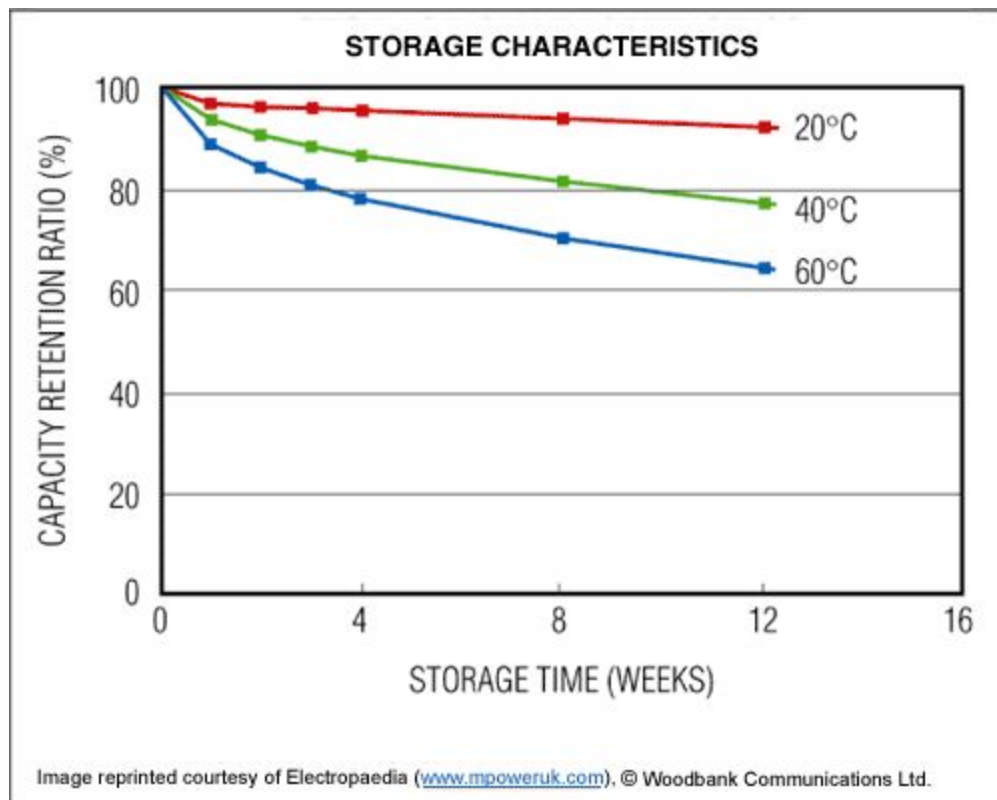 STORAGE CHARACTERISTICS
100
80
60
40
20
0
CAPACITY RETENTION RATIO (%)
20°C
40°C
60°C
0 4 8 12 16
STORAGE TIME (WEEKS)
Image reprinted courtesy of Electropaedia (www.mpoweruk.com), © Woodbank Communications Ltd.